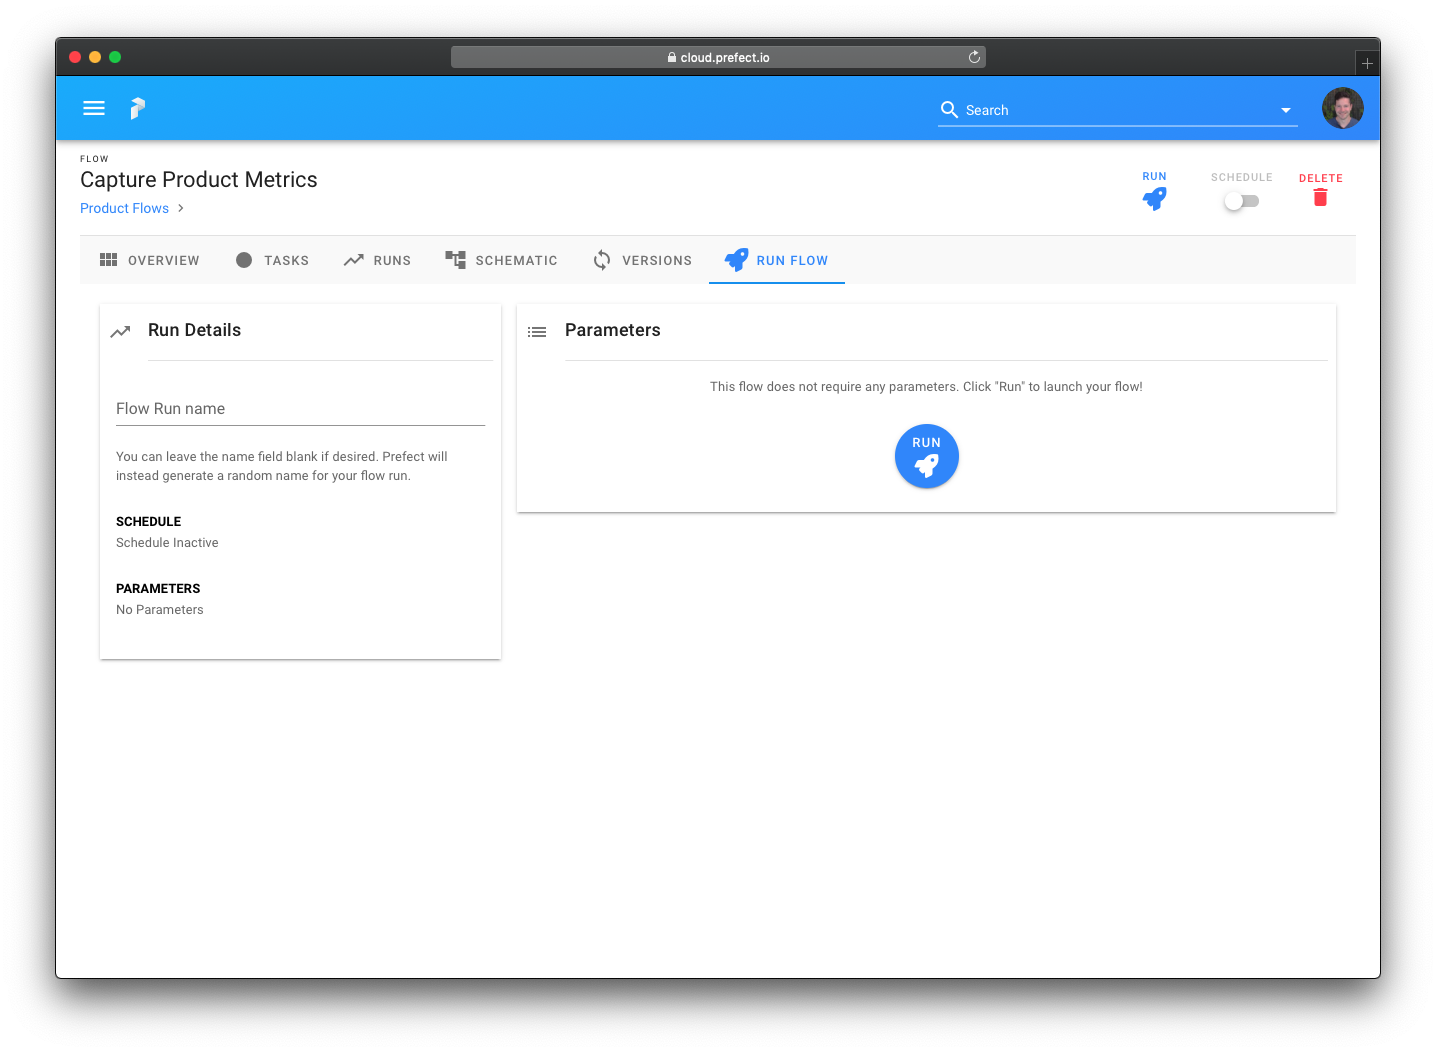 cloud.prefect.io
Search
FLOW
Capture Product Metrics
Product Flows
RUN
SCHEDULE
DELETE
OVERVIEW
TASKS
RUNS
SCHEMATIC
VERSIONS
RUN FLOW
Run Details
Flow Run name
You can leave the name field blank if desired. Prefect will
instead generate a random name for your flow run.
SCHEDULE
Schedule Inactive
PARAMETERS
No Parameters
Parameters
This flow does not require any parameters. Click "Run" to launch your flow!
RUN